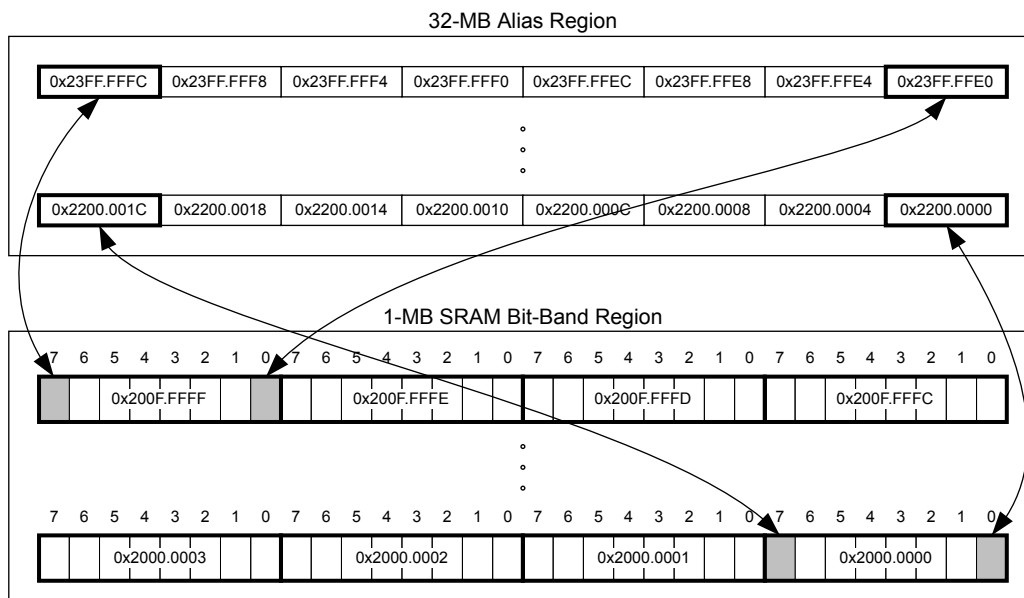 32-MB Alias Region
0x23FF.FFFC 0x23FF.FFF8 0x23FF.FFF4 0x23FF.FFF0 0x23FF.FFEC 0x23FF.FFE8 0x23FF.FFE4 0x23FF.FFE0
0x2200.001C 0x2200.0018 0x2200.0014 0x2200.0010 0x2200.000C 0x2200.0008 0x2200.0004 0x2200.0000
1-MB SRAM Bit-Band Region
7 6 5 4 3 2 1 0 7 6 5 4 3 2 1 0 7 6 5 4 3 2 1 0 7 6 5 4 3 2 1 0
0x200F.FFFF 0x200F.FFFE 0x200F.FFFD 0x200F.FFFC
7 6 5 4 3 2 1 0 7 6 5 4 3 2 1 0 7 6 5 4 3 2 1 0 7 6 5 4 3 2 1 0
0x2000.0003 0x2000.0002 0x2000.0001 0x2000.0000